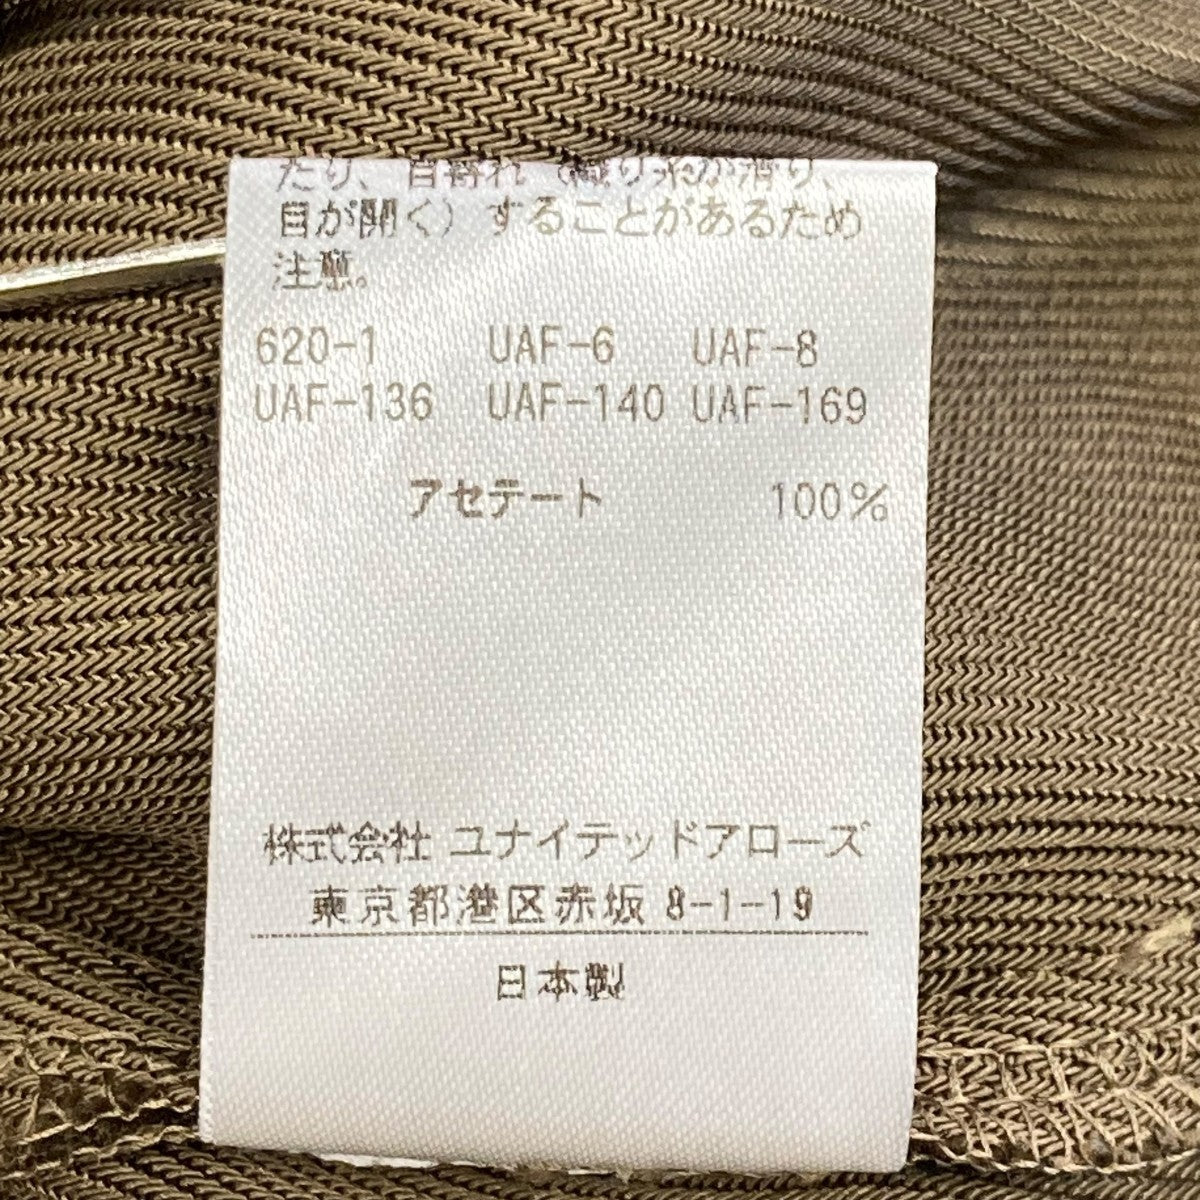 たり、目寄れ（織り糸が滑り、
目が開く）することがあるため
注意。
620-1 UAF-6 UAF-8
UAF-136 UAF-140 UAF-169
アセテート 100%
株式会社 ユナイテッドアローズ
東京都港区赤坂 8-1-19
日本製